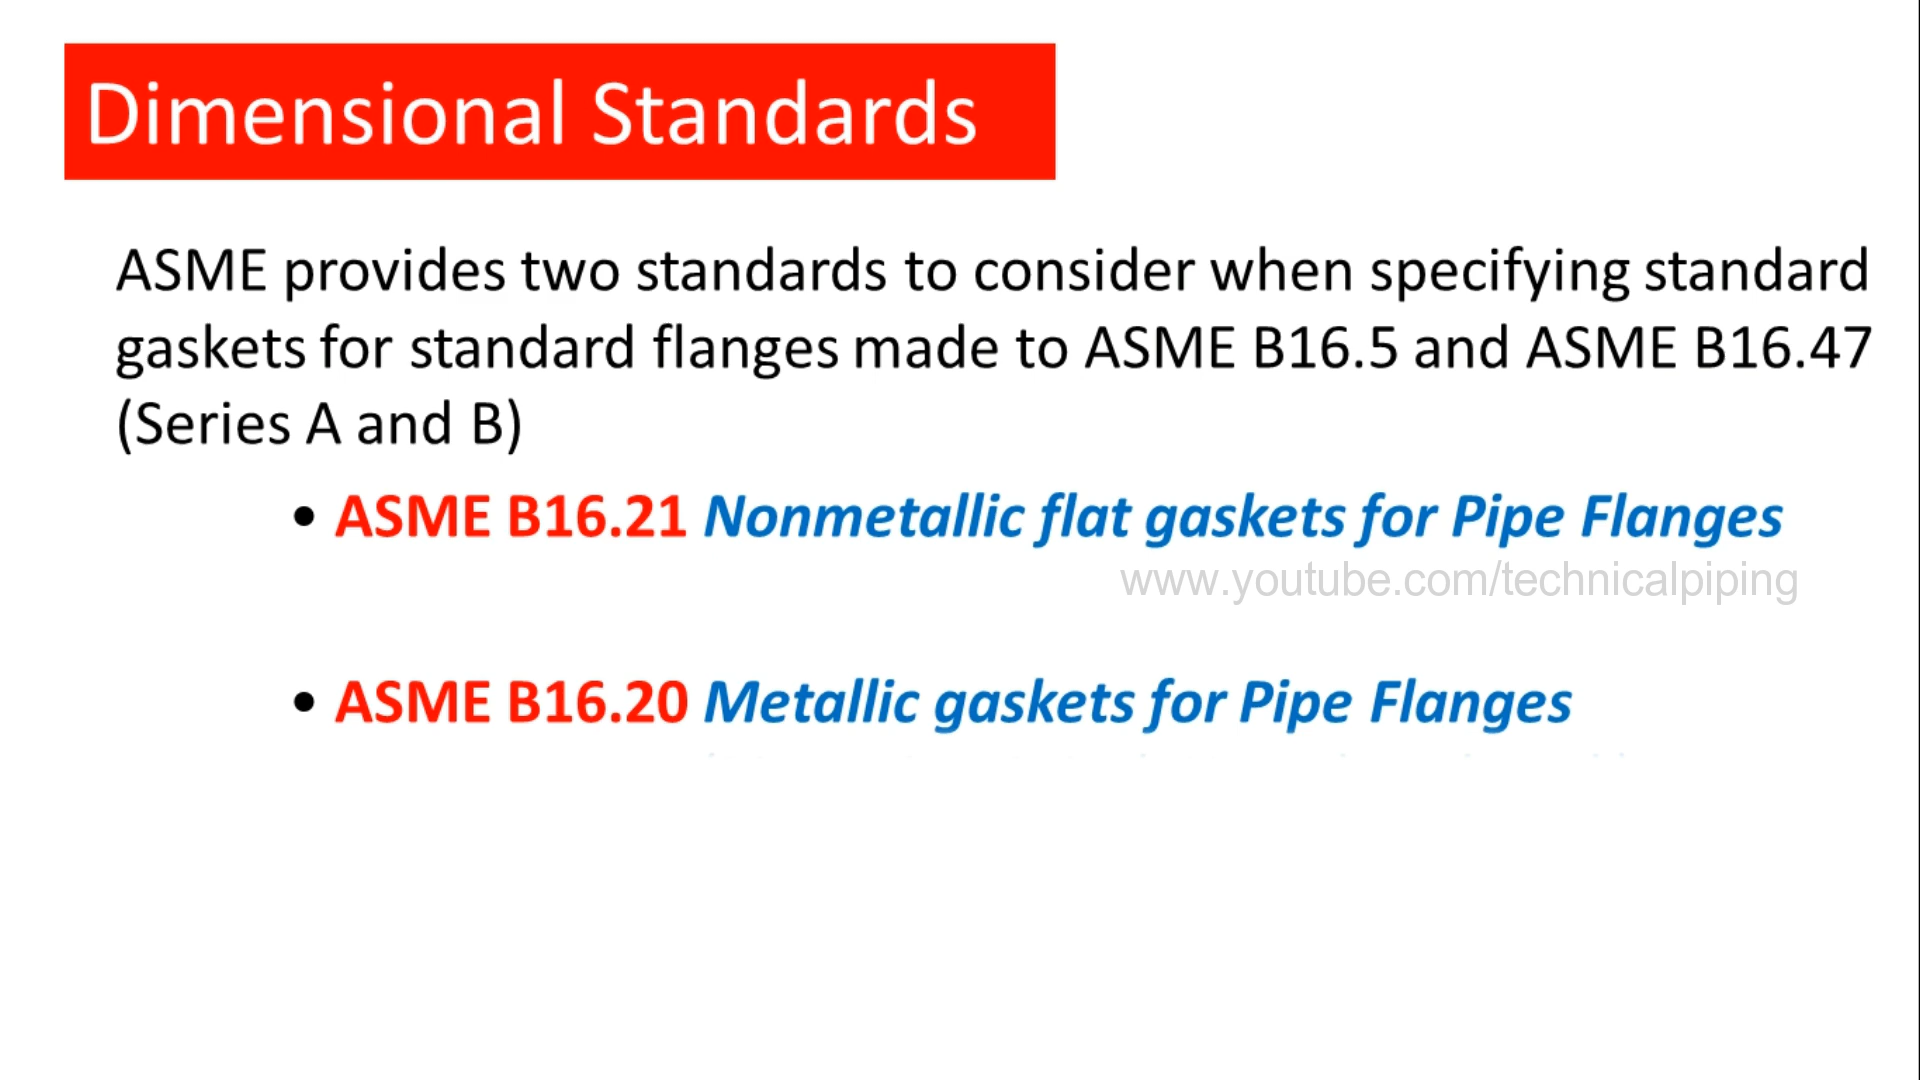 Dimensional Standards
ASME provides two standards to consider when specifying standard
gaskets for standard flanges made to ASME B16.5 and ASME B16.47
(Series A and B)
• ASME B16.21 Nonmetallic flat gaskets for Pipe Flanges
www.youtube.com/technicalpiping
• ASME B16.20 Metallic gaskets for Pipe Flanges